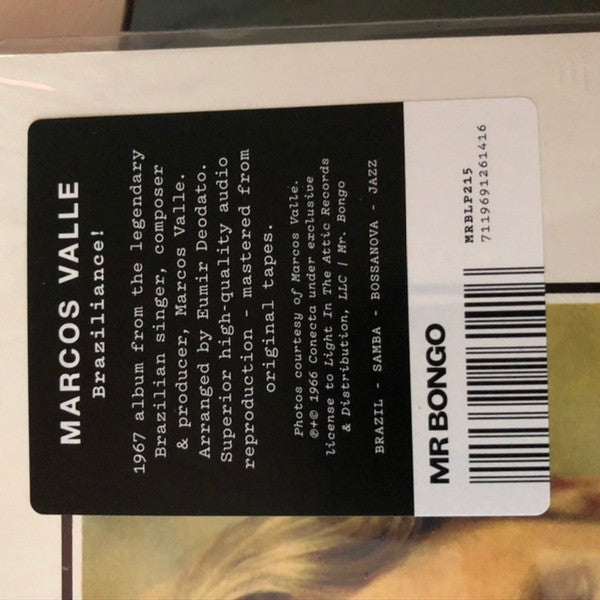 MARCOS VALLE
Braziliance!
1967 album from the legendary
Brazilian singer, composer
& producer, Marcos Valle.
Arranged by Eumir Deodato.
Superior high-quality audio
reproduction - mastered from
original tapes.
Photos courtesy of Marcos Valle.
℗+© 1966 Conecta under exclusive
license to Light In The Attic Records
& Distribution, LLC | Mr. Bongo
BRAZIL - SAMBA - BOSSANOVA - JAZZ
MR BONGO
MRBLP215
7119691261416